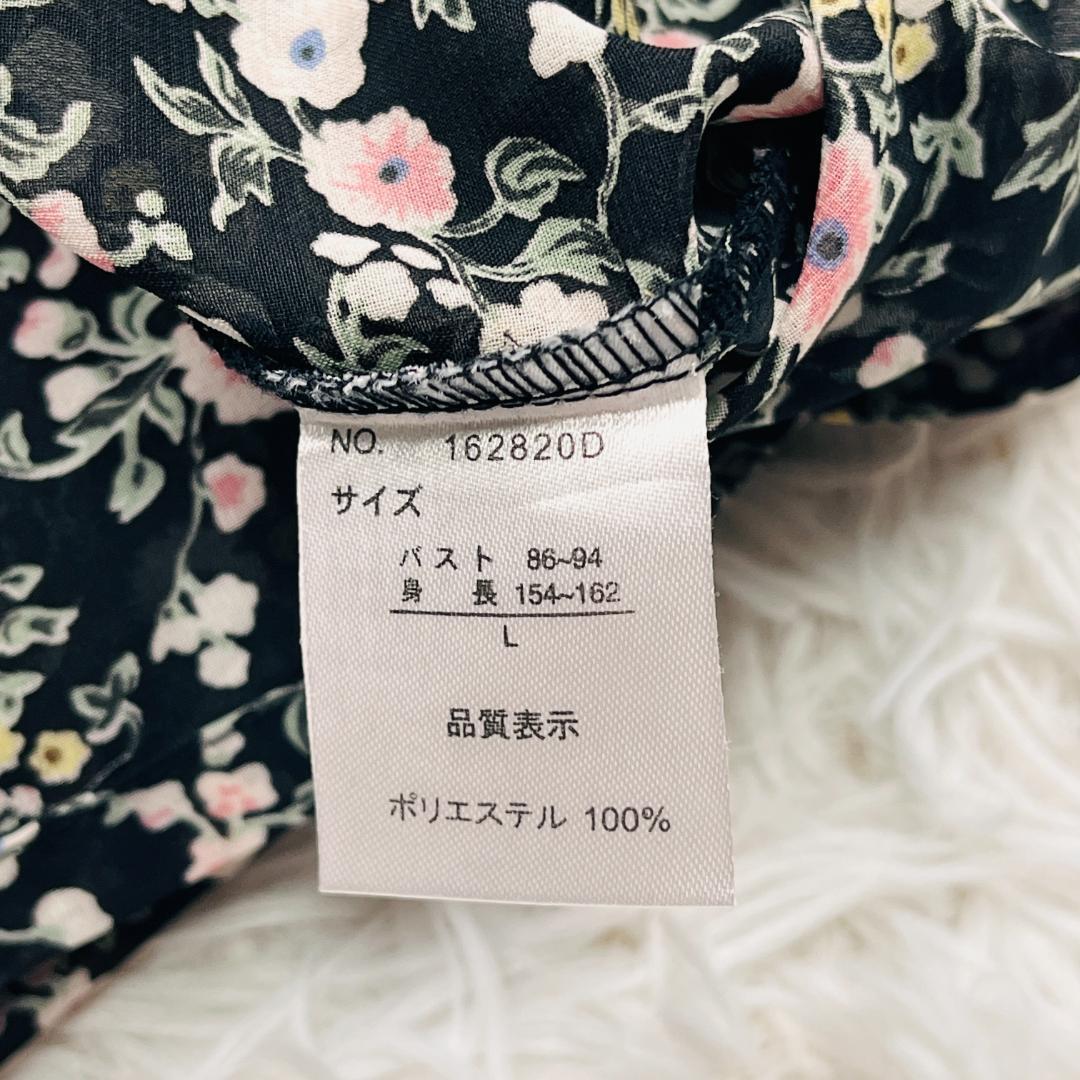 NO. 162820D
サイズ
バスト 86~94
身 長 154~162
L
品質表示
ポリエステル 100%